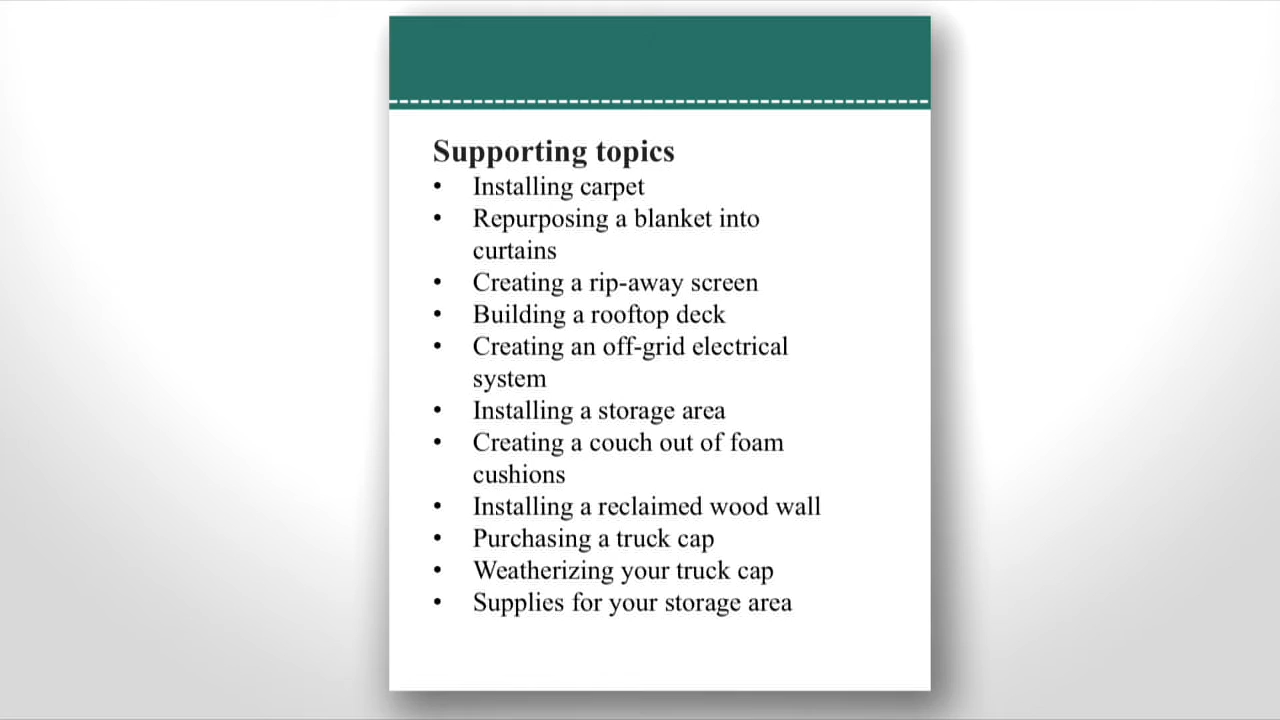 Supporting topics
• Installing carpet
• Repurposing a blanket into
curtains
• Creating a rip-away screen
• Building a rooftop deck
• Creating an off-grid electrical
system
• Installing a storage area
• Creating a couch out of foam
cushions
• Installing a reclaimed wood wall
• Purchasing a truck cap
• Weatherizing your truck cap
• Supplies for your storage area